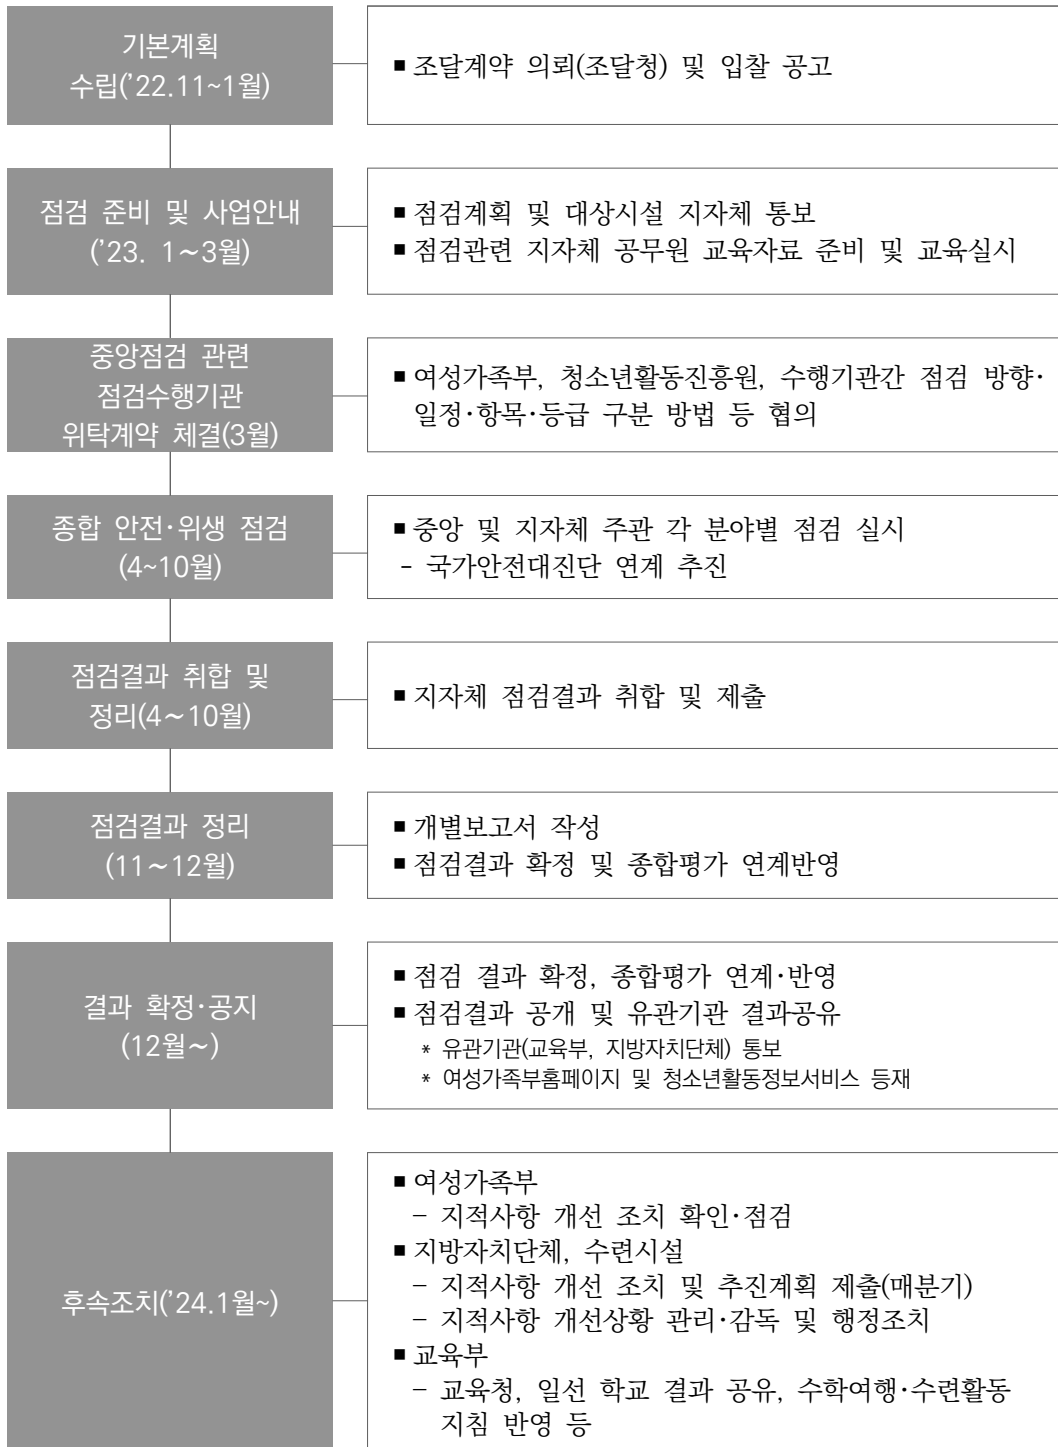 기본계획
수립('22.11~1월)
■ 조달계약 의뢰(조달청) 및 입찰 공고
점검 준비 및 사업안내
('23. 1～3월)
■ 점검계획 및 대상시설 지자체 통보
■ 점검관련 지자체 공무원 교육자료 준비 및 교육실시
중앙점검 관련
점검수행기관
위탁계약 체결(3월)
■ 여성가족부, 청소년활동진흥원, 수행기관간 점검 방향·
일정·항목·등급 구분 방법 등 협의
종합 안전·위생 점검
(4~10월)
■ 중앙 및 지자체 주관 각 분야별 점검 실시
- 국가안전대진단 연계 추진
점검결과 취합 및
정리(4～10월)
■ 지자체 점검결과 취합 및 제출
점검결과 정리
(11～12월)
■ 개별보고서 작성
■ 점검결과 확정 및 종합평가 연계반영
결과 확정·공지
(12월～)
■ 점검 결과 확정, 종합평가 연계·반영
■ 점검결과 공개 및 유관기관 결과공유
* 유관기관(교육부, 지방자치단체) 통보
* 여성가족부홈페이지 및 청소년활동정보서비스 등재
후속조치('24.1월~)
■ 여성가족부
- 지적사항 개선 조치 확인·점검
■ 지방자치단체, 수련시설
- 지적사항 개선 조치 및 추진계획 제출(매분기)
- 지적사항 개선상황 관리·감독 및 행정조치
■ 교육부
- 교육청, 일선 학교 결과 공유, 수학여행·수련활동
지침 반영 등